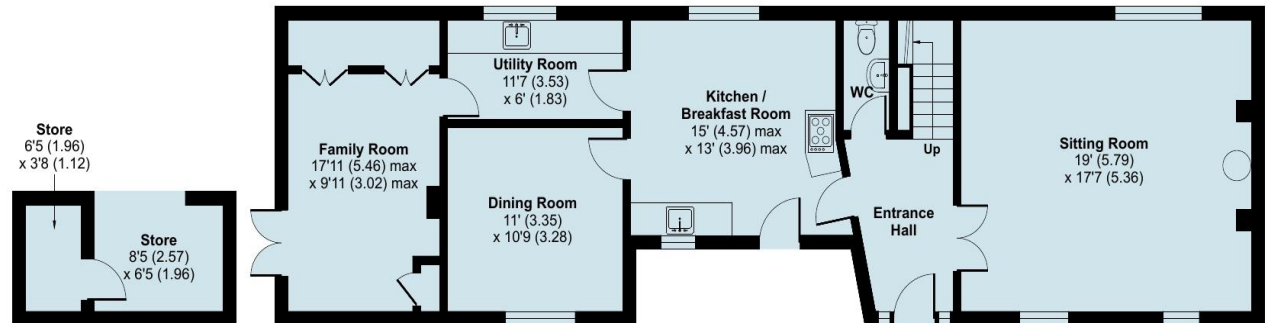 Store
6'5 (1.96)
x 3'8 (1.12)
Store
8'5 (2.57)
x 6'5 (1.96)
Family Room
17'11 (5.46) max
x 9'11 (3.02) max
Utility Room
11'7 (3.53)
x 6' (1.83)
Dining Room
11' (3.35)
x 10'9 (3.28)
Kitchen /
Breakfast Room
15' (4.57) max
x 13' (3.96) max
WC
Up
Entrance
Hall
Sitting Room
19' (5.79)
x 17'7 (5.36)